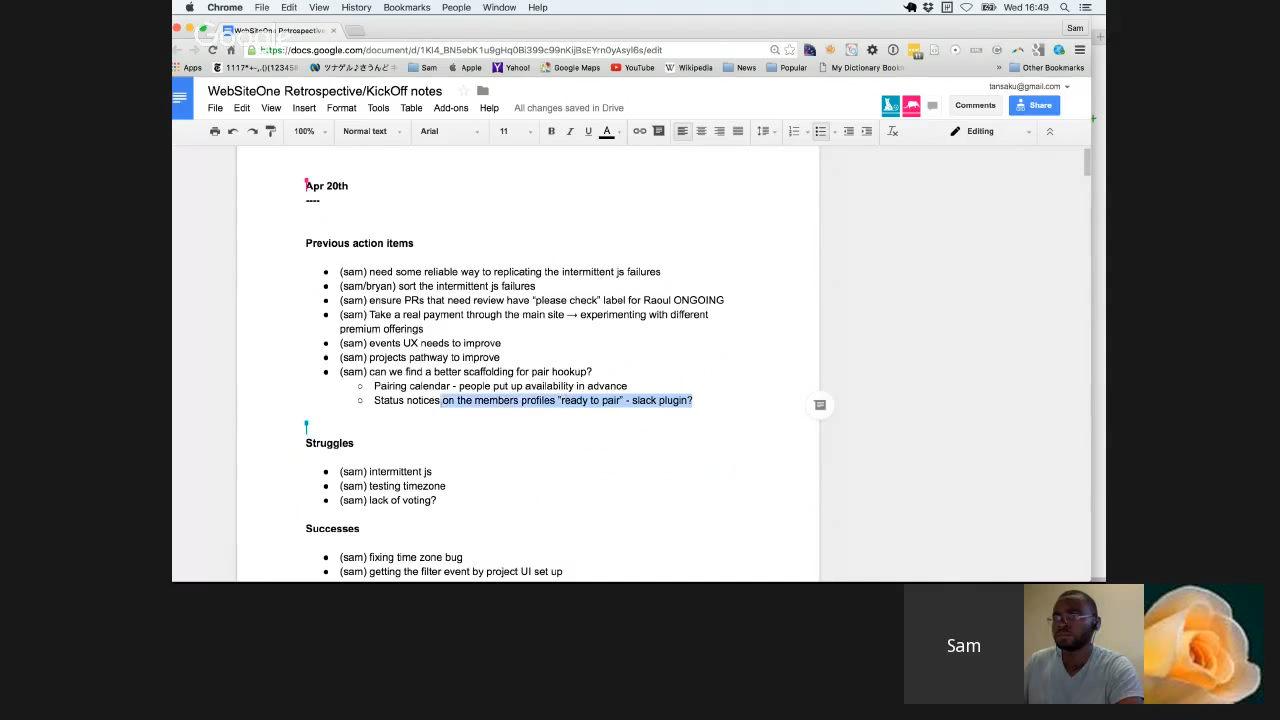 Chrome File Edit View History Bookmarks People Window Help Wed 16:49
WebSiteOne Retrospective Sam
https://docs.google.com/document/d/1Kl4_BN5ebK1u9gHq0Bi399c99nKijBsEYrn0yAsyI6s/edit
Apps 1117*+-,.()(123458 Sam Apple Yahoo! Google Maps YouTube Wikipedia News Popular My Dictionary Other Bookmarks
WebSiteOne Retrospective/KickOff notes
tansaku@gmail.com
File Edit View Insert Format Tools Table Add-ons Help All changes saved in Drive Comments Share
100% Normal text Arial 11 B I U A Editing
Apr 20th
----
Previous action items
● (sam) need some reliable way to replicating the intermittent js failures
● (sam/bryan) sort the intermittent js failures
● (sam) ensure PRs that need review have “please check” label for Raoul ONGOING
● (sam) Take a real payment through the main site → experimenting with different
premium offerings
● (sam) events UX needs to improve
● (sam) projects pathway to improve
● (sam) can we find a better scaffolding for pair hookup?
○ Pairing calendar - people put up availability in advance
○ Status notices on the members profiles ”ready to pair” - slack plugin?
Struggles
● (sam) intermittent js
● (sam) testing timezone
● (sam) lack of voting?
Successes
● (sam) fixing time zone bug
● (sam) getting the filter event by project UI set up
Sam